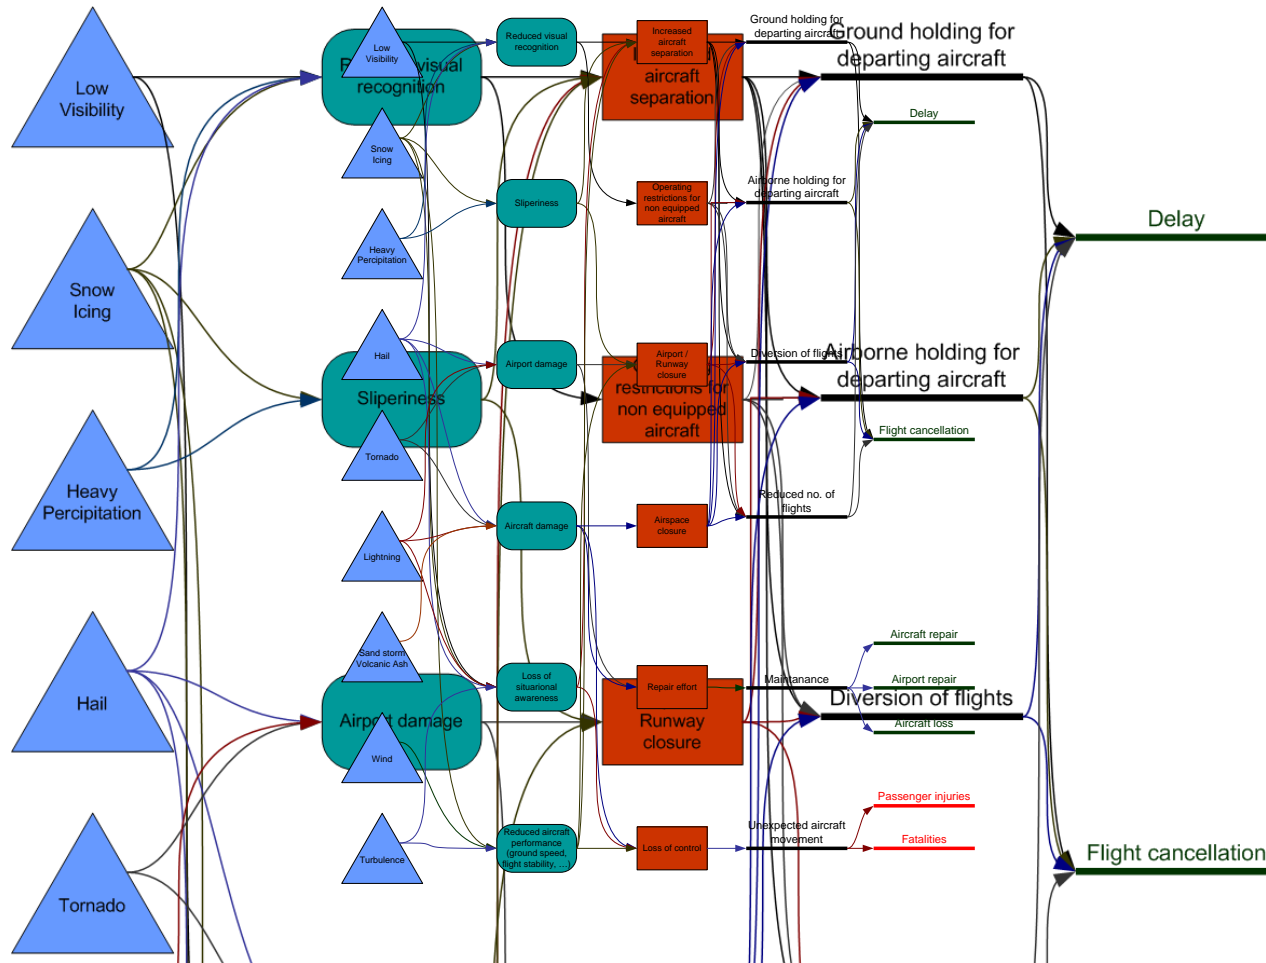 Low
Visibility
Snow
Icing
Heavy
Percipitation
Hail
Tornado
visual
recognition
Sliperiness
Airport damage
aircraft
separation
restrictions for
non equipped
aircraft
Runway
closure
Ground holding for
departing aircraft
Airborne holding for
departing aircraft
Diversion of flights
Delay
Flight cancellation
Low
Visibility
Snow
Icing
Heavy
Percipitation
Hail
Tornado
Lightning
Sand storm
Volcanic Ash
Wind
Turbulence
Reduced visual
recognition
Sliperiness
Airport damage
Aircraft damage
Loss of
situarional
awareness
Reduced aircraft
performance
(ground speed,
flight stability, ...)
Increased
aircraft
separation
Operating
restrictions for
non equipped
aircraft
Airport /
Runway
closure
Airspace
closure
Repair effort
Loss of control
Ground holding for
departing aircraft
Airborne holding for
departing aircraft
Diversion of flights
Reduced no. of
flights
Maintanance
Unexpected aircraft
movement
Delay
Flight cancellation
Aircraft repair
Airport repair
Aircraft loss
Passenger injuries
Fatalities